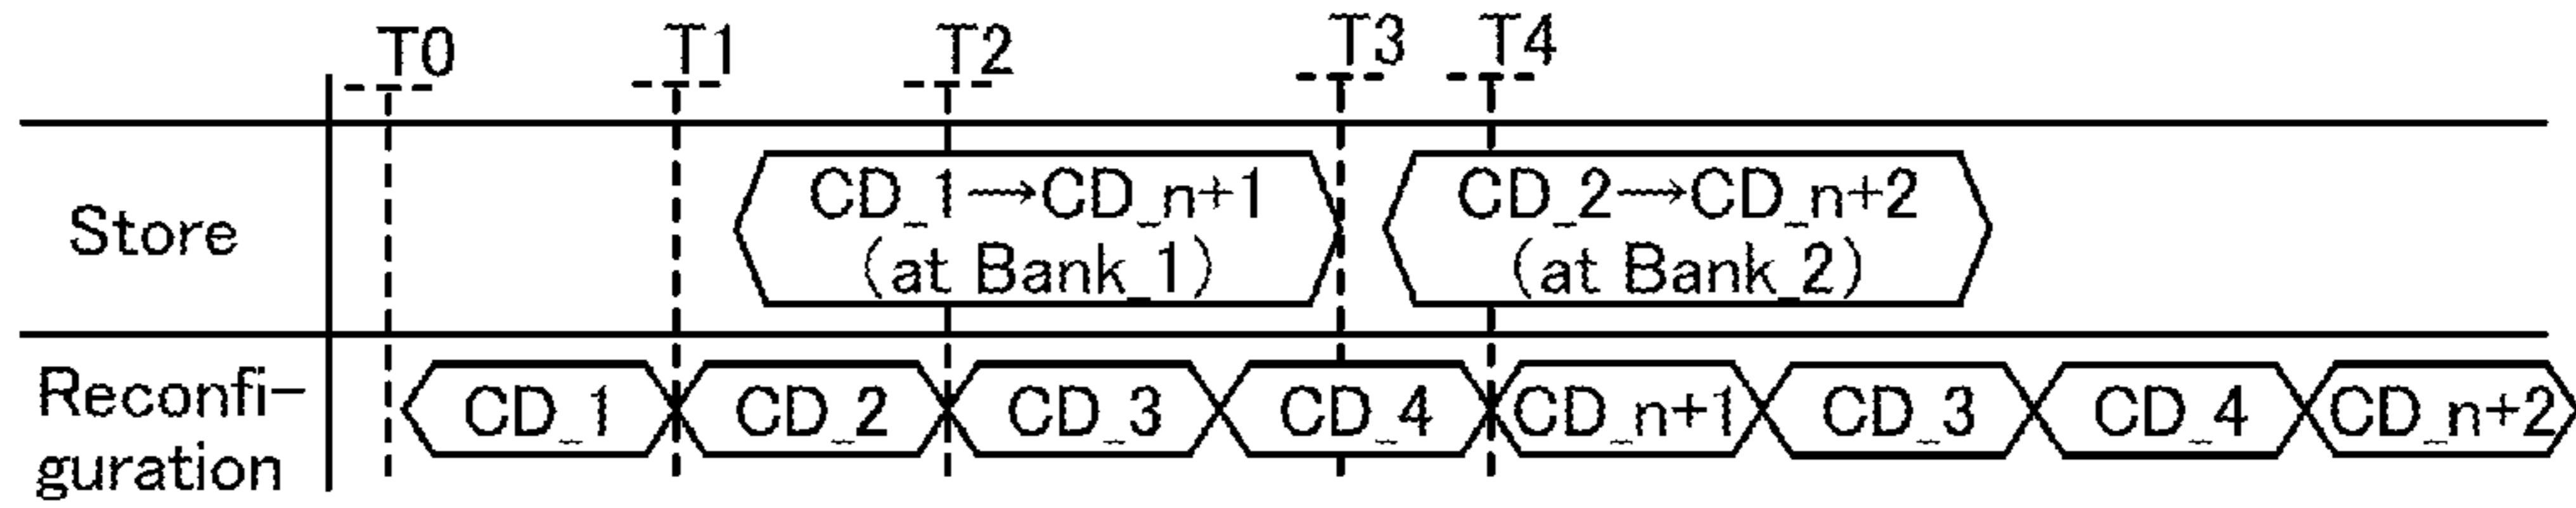 T0 T1 T2 T3 T4
Store
CD_1→CD_n+1
(at Bank_1)
CD_2→CD_n+2
(at Bank_2)
Reconfi-
guration
CD_1 CD_2 CD_3 CD_4 CD_n+1 CD_3 CD_4 CD_n+2